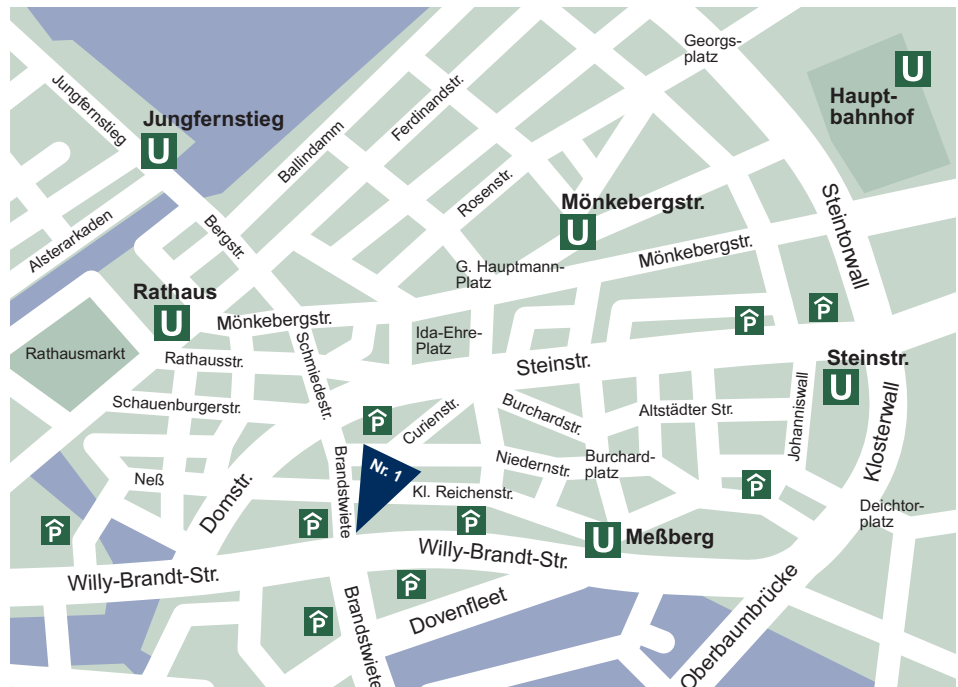 Georgs-
platz
U
Haupt-
bahnhof
Jungfernstieg
Jungfernstieg
U
Ballindamm
Ferdinandstr.
Rosenstr.
Mönkebergstr.
U
Steintorwall
Alsterarkaden
Bergstr.
Mönkebergstr.
G. Hauptmann-
Platz
Rathaus
U
Mönkebergstr.
P
P
Rathausmarkt
Rathausstr.
Schmiedestr.
Ida-Ehre-
Platz
Steinstr.
Steinstr.
U
Schauenburgerstr.
P
Curienstr.
Burchardstr.
Altstädter Str.
Johanniswall
Klosterwall
Neß
Domstr.
Brandstwiete
Nr. 1
Niedernstr.
Burchard-
platz
Kl. Reichenstr.
P
Deichtor-
platz
P
P
P
U
Meßberg
Willy-Brandt-Str.
Willy-Brandt-Str.
P
P
Brandstwiete
Dovenfleet
Oberbaumbrücke